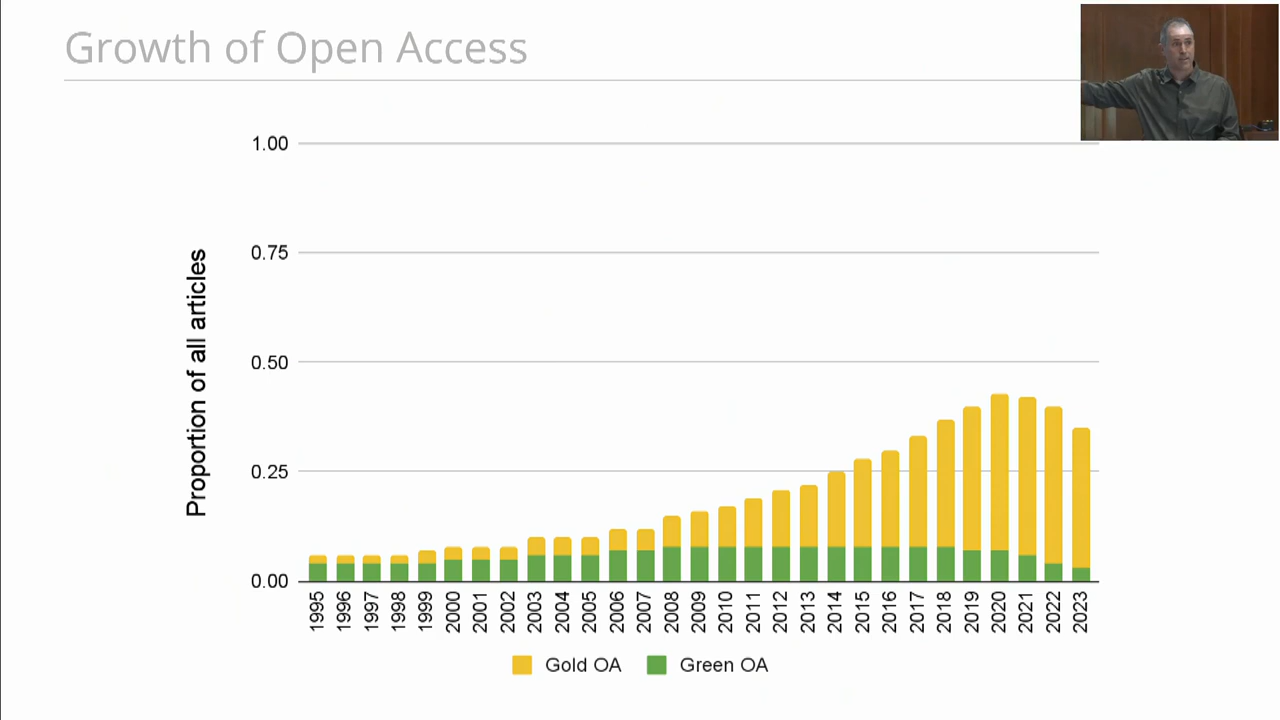 Growth of Open Access
Proportion of all articles
1.00
0.75
0.50
0.25
0.00
1995 1996 1997 1998 1999 2000 2001 2002 2003 2004 2005 2006 2007 2008 2009 2010 2011 2012 2013 2014 2015 2016 2017 2018 2019 2020 2021 2022 2023
Gold OA Green OA